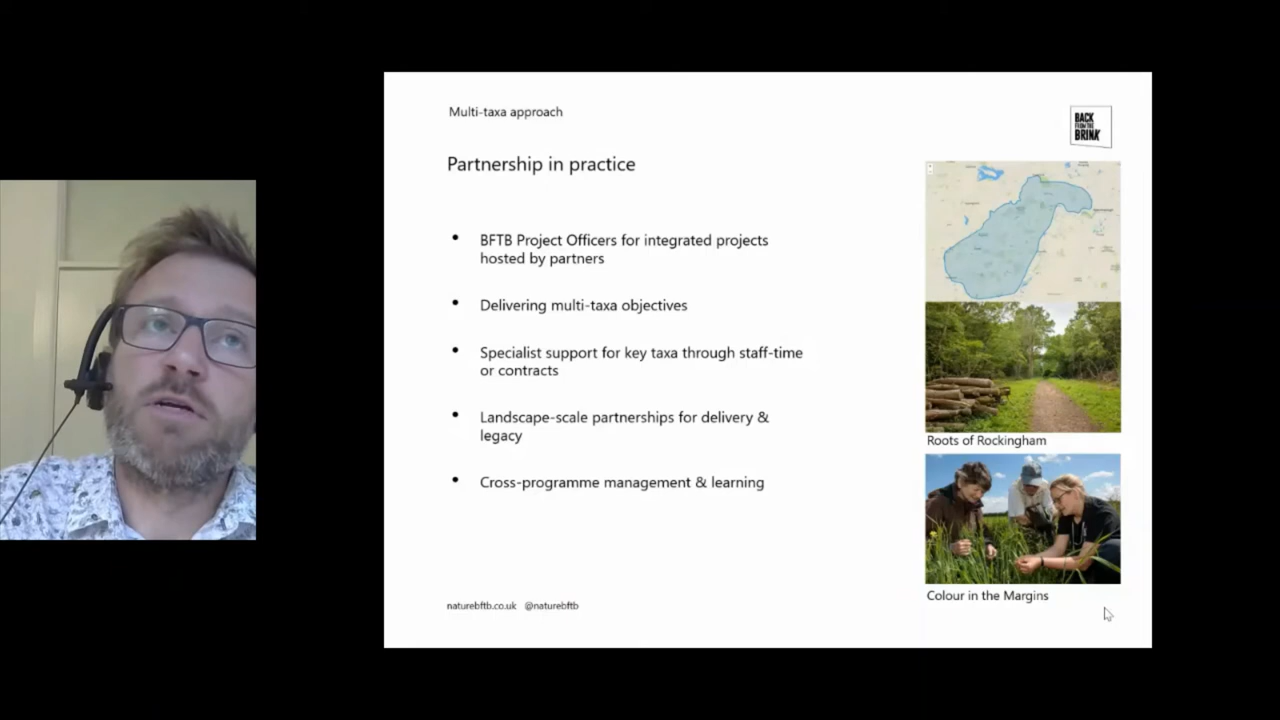 Multi-taxa approach
BACK
FROM THE
BRINK
Partnership in practice
• BFTB Project Officers for integrated projects
hosted by partners
• Delivering multi-taxa objectives
• Specialist support for key taxa through staff-time
or contracts
• Landscape-scale partnerships for delivery &
legacy
• Cross-programme management & learning
Roots of Rockingham
Colour in the Margins
naturebftb.co.uk @naturebftb